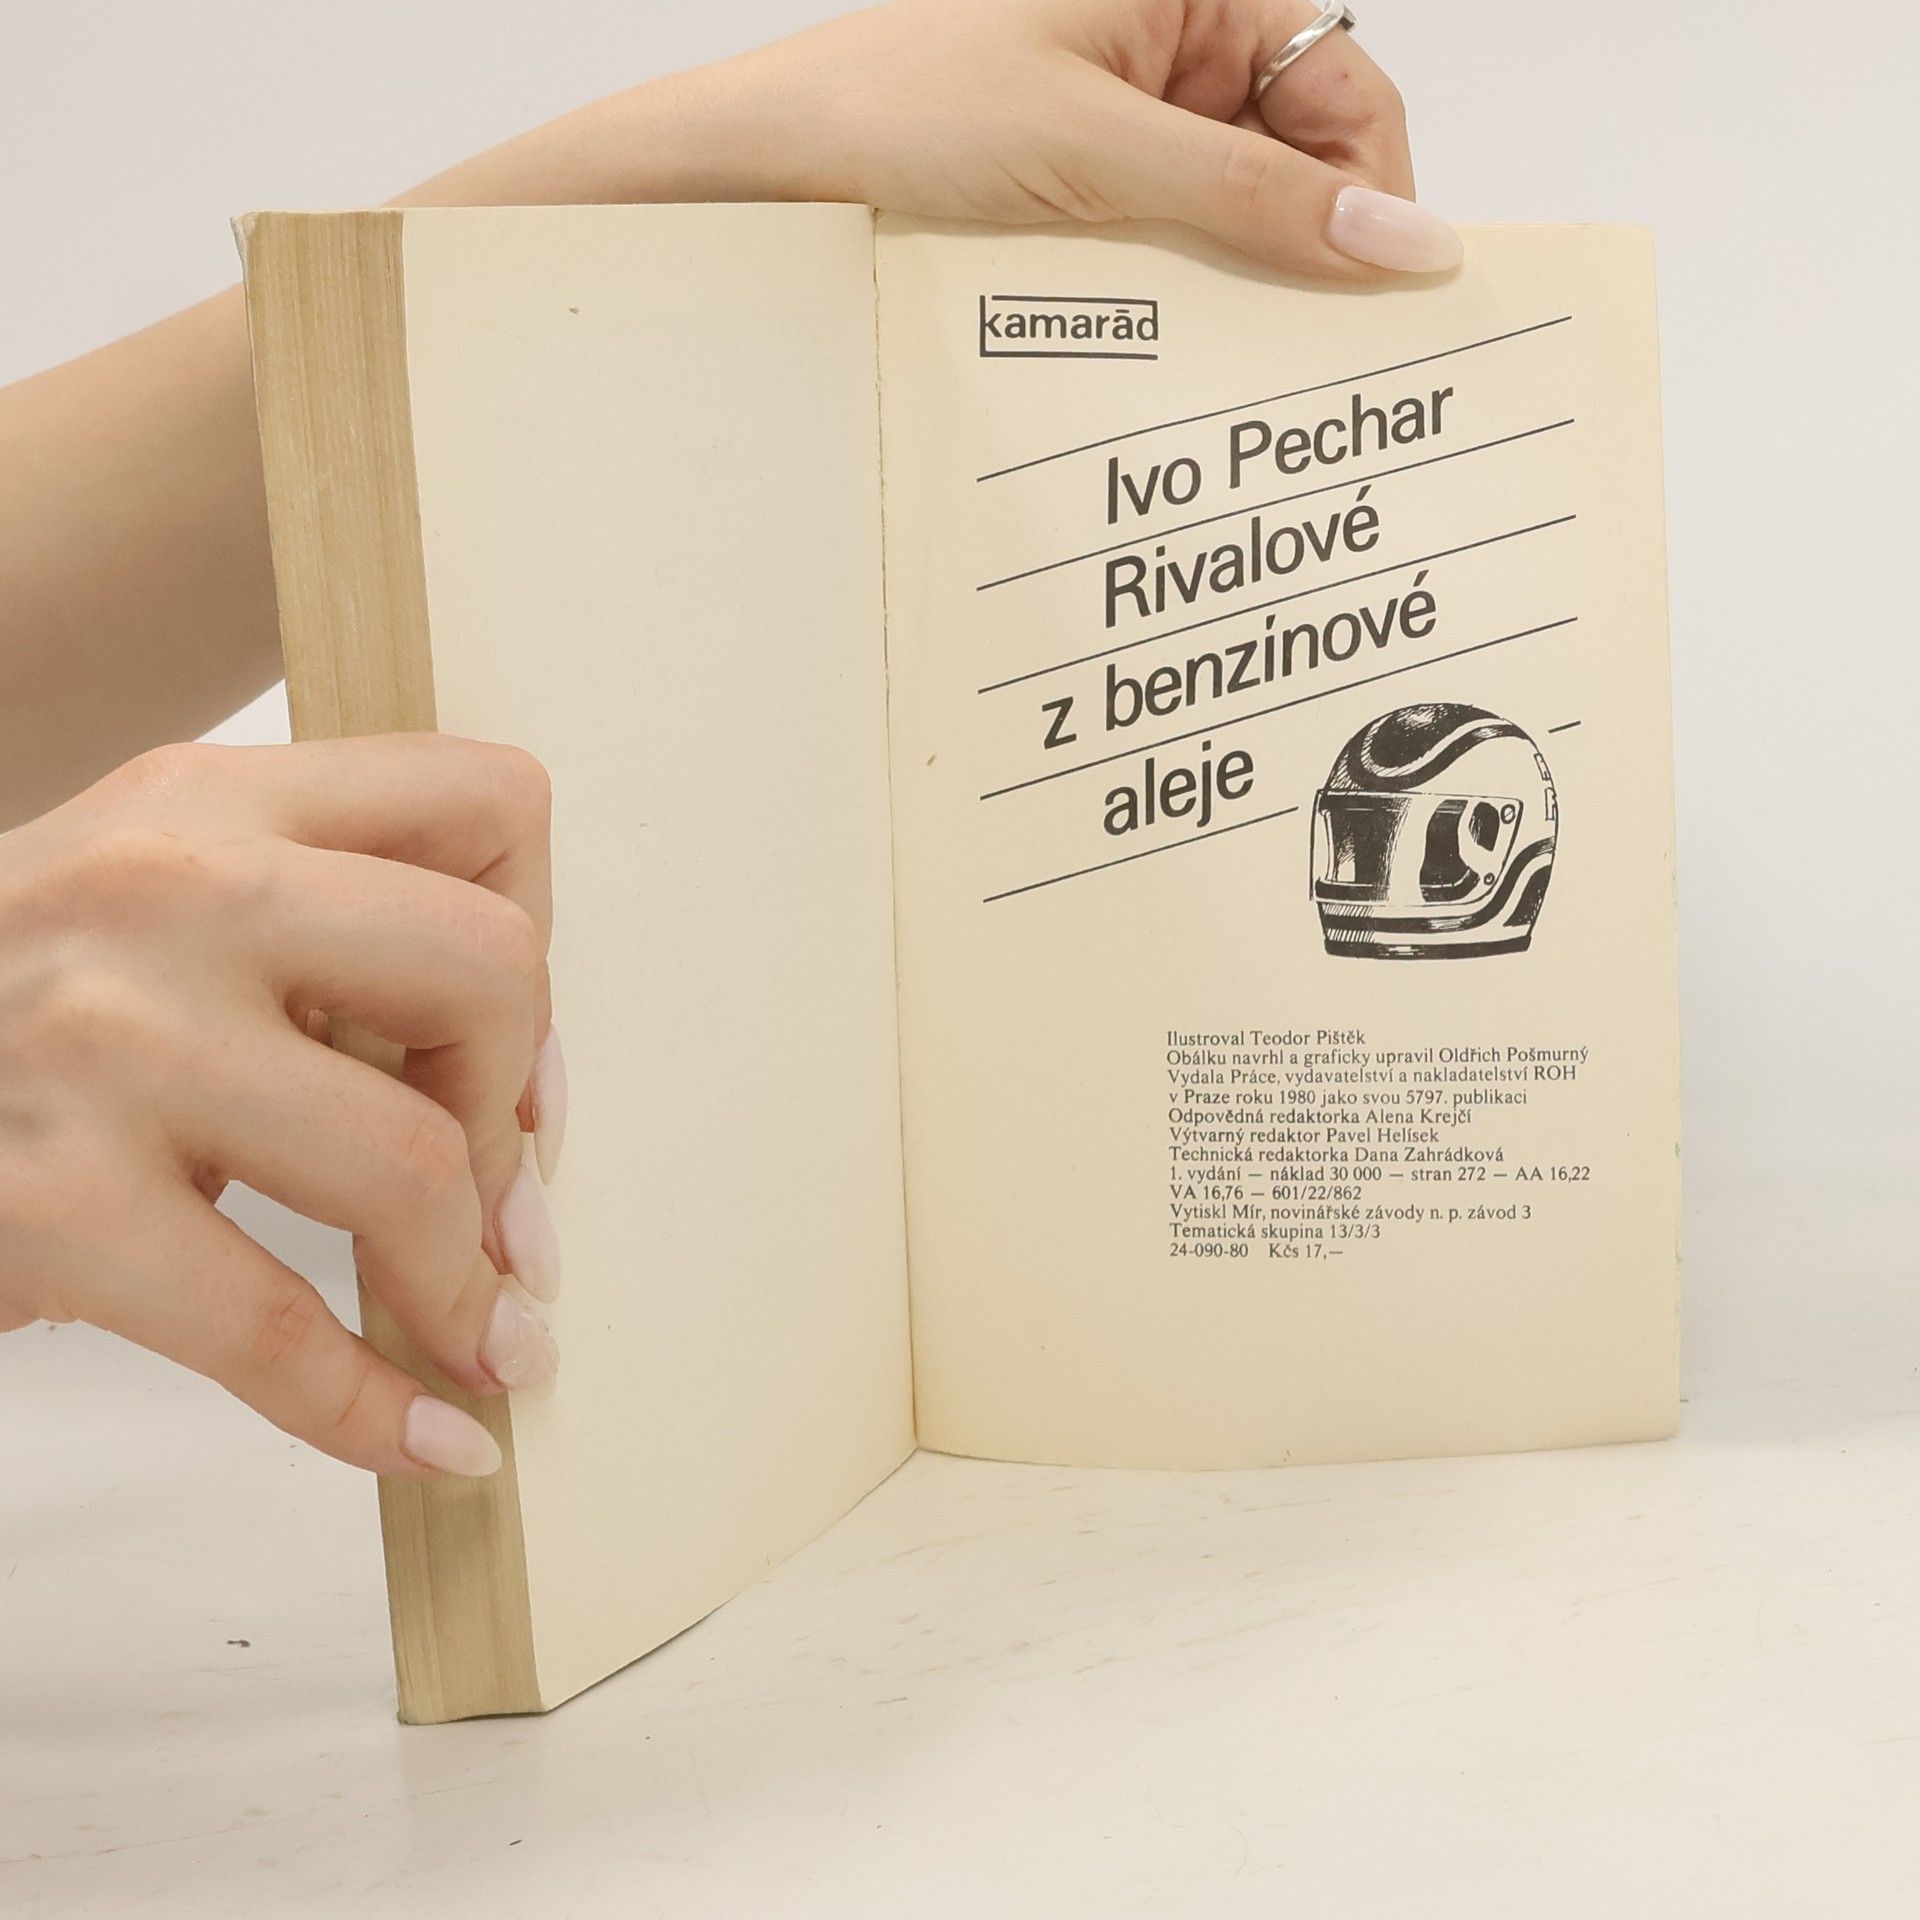 kamarād
Ivo Pechar
Rivalové
z benzínové
aleje
Ilustroval Teodor Pištěk
Obálku navrhl a graficky upravil Oldřich Pošmurný
Vydala Práce, vydavatelství a nakladatelství ROH
v Praze roku 1980 jako svou 5797. publikaci
Odpovědná redaktorka Alena Krejčí
Výtvarný redaktor Pavel Helísek
Technická redaktorka Dana Zahrádková
1. vydání — náklad 30 000 — stran 272 — AA 16,22
VA 16,76 — 601/22/862
Vytiskl Mír, novinářské závody n. p. závod 3
Tematická skupina 13/3/3
24-090-80 Kčs 17,—